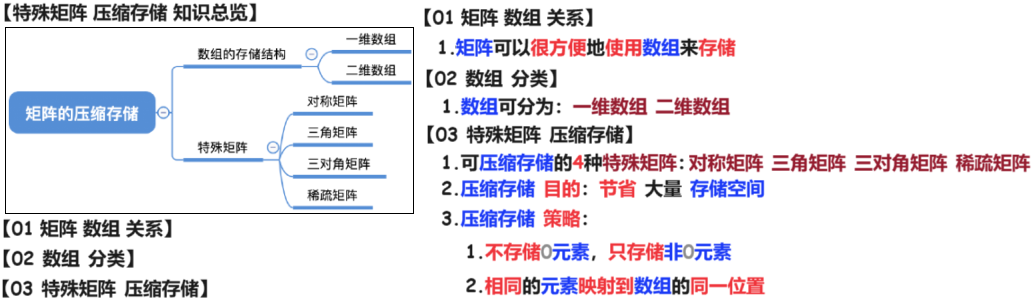 【特殊矩阵 压缩存储 知识总览】
矩阵的压缩存储
数组的存储结构
一维数组
二维数组
特殊矩阵
对称矩阵
三角矩阵
三对角矩阵
稀疏矩阵
【01 矩阵 数组 关系】
【02 数组 分类】
【03 特殊矩阵 压缩存储】
【01 矩阵 数组 关系】
1.矩阵可以很方便地使用数组来存储
【02 数组 分类】
1.数组可分为：一维数组 二维数组
【03 特殊矩阵 压缩存储】
1.可压缩存储的4种特殊矩阵：对称矩阵 三角矩阵 三对角矩阵 稀疏矩阵
2.压缩存储 目的：节省 大量 存储空间
3.压缩存储 策略：
1.不存储0元素，只存储非0元素
2.相同的元素映射到数组的同一位置